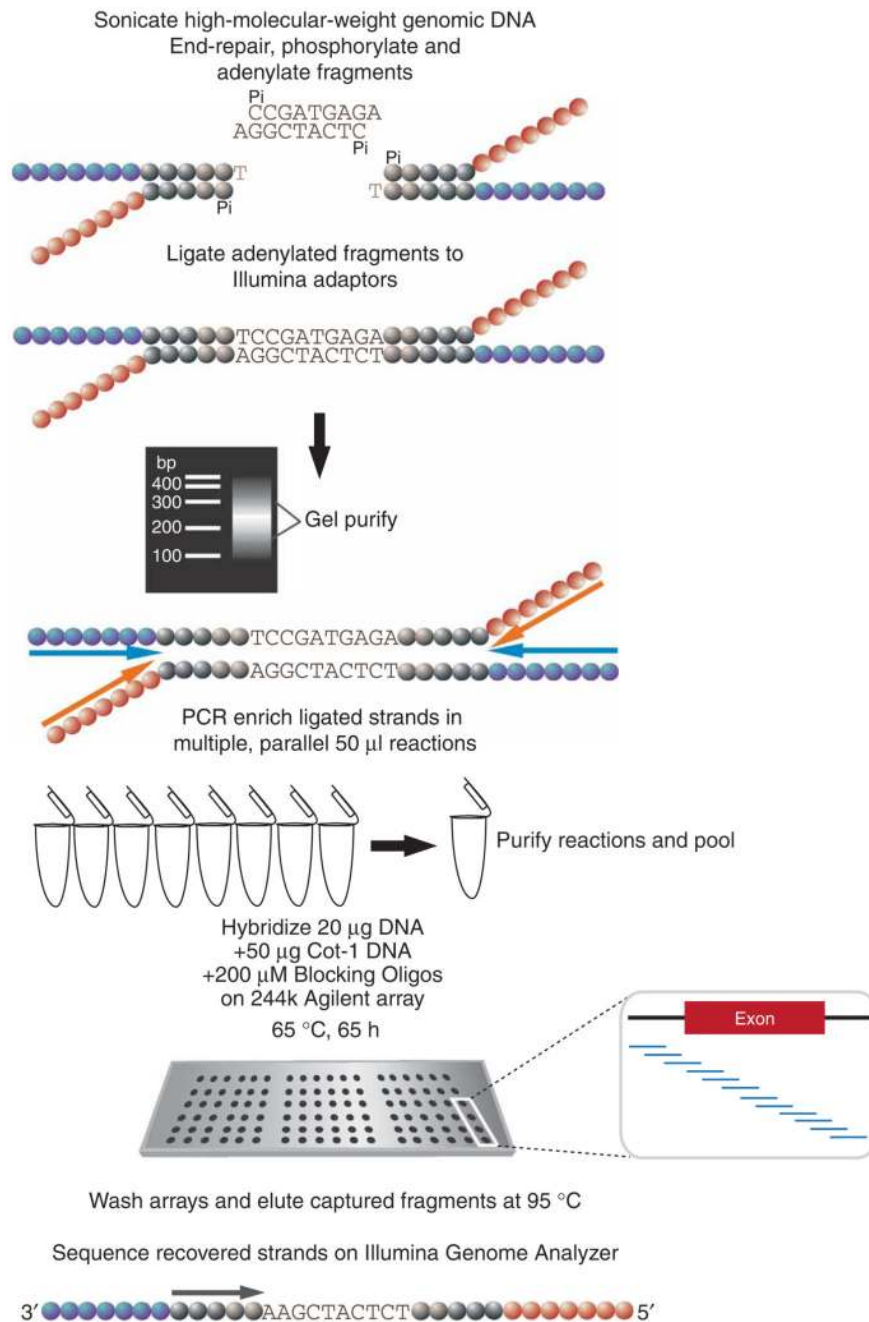 Sonicate high-molecular-weight genomic DNA
End-repair, phosphorylate and
adenylate fragments
Pi
CCGATGAGA
AGGCTACTC
Pi
Pi
T
T
Pi
Ligate adenylated fragments to
Illumina adaptors
TCCGATGAGA
AGGCTACTCT
bp
400
300
200
100
Gel purify
TCCGATGAGA
AGGCTACTCT
PCR enrich ligated strands in
multiple, parallel 50 µl reactions
Purify reactions and pool
Hybridize 20 µg DNA
+50 µg Cot-1 DNA
+200 µM Blocking Oligos
on 244k Agilent array
65 °C, 65 h
Exon
Wash arrays and elute captured fragments at 95 °C
Sequence recovered strands on Illumina Genome Analyzer
3′ AAGCTACTCT 5′